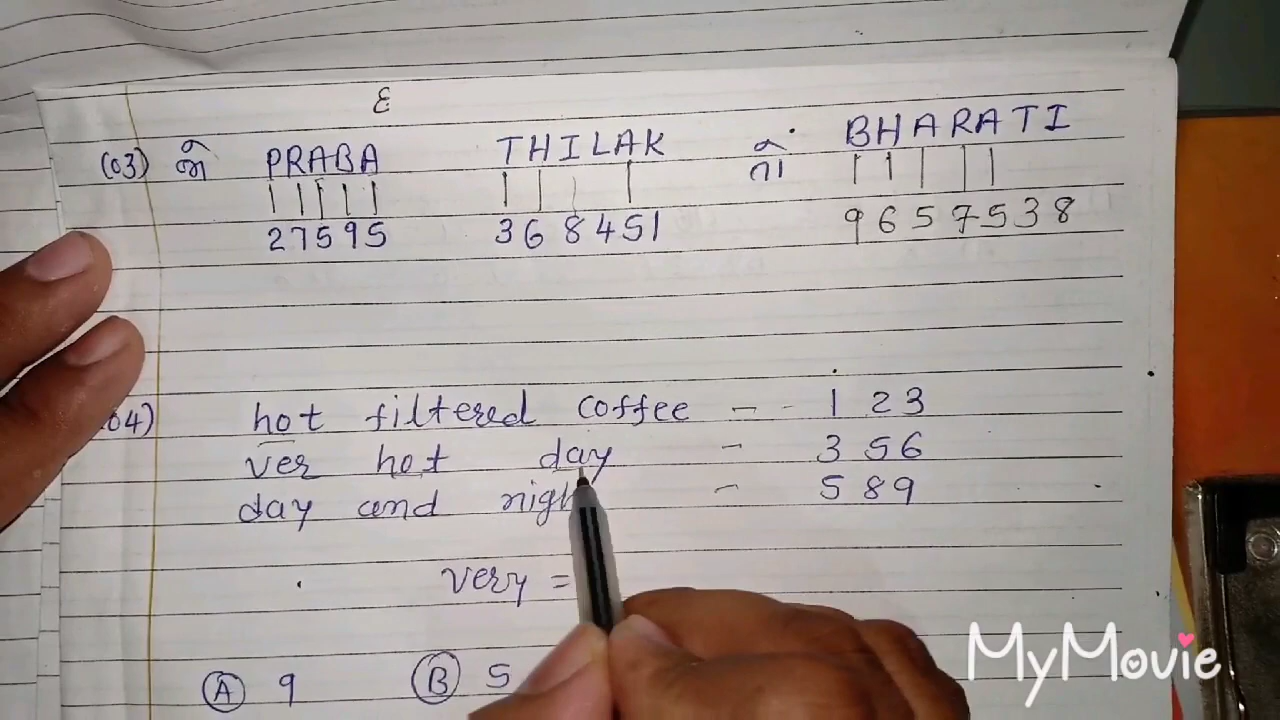 (03) PRABA THILAK BHARATI
27595 368451 9657538
04) hot filtered coffee - - 1 2 3
ver hot day - 3 5 6
day and nigh - 5 8 9
very =
(A) 9 (B) 5
MyMovie